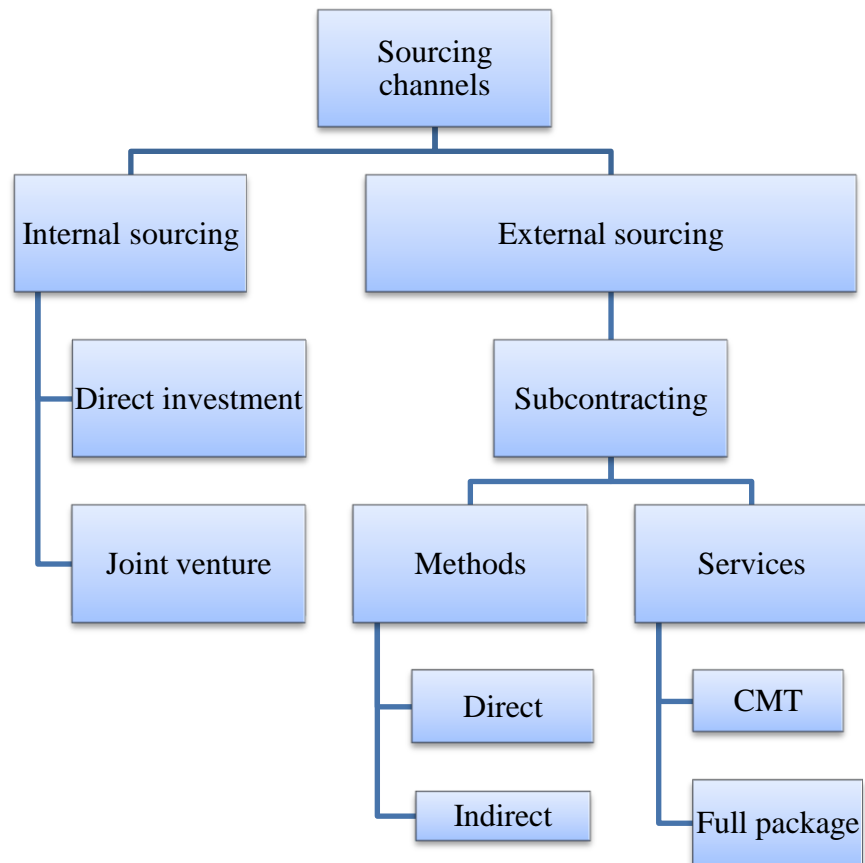 Sourcing
channels
Internal sourcing
External sourcing
Direct investment
Subcontracting
Joint venture
Methods
Services
Direct
CMT
Indirect
Full package